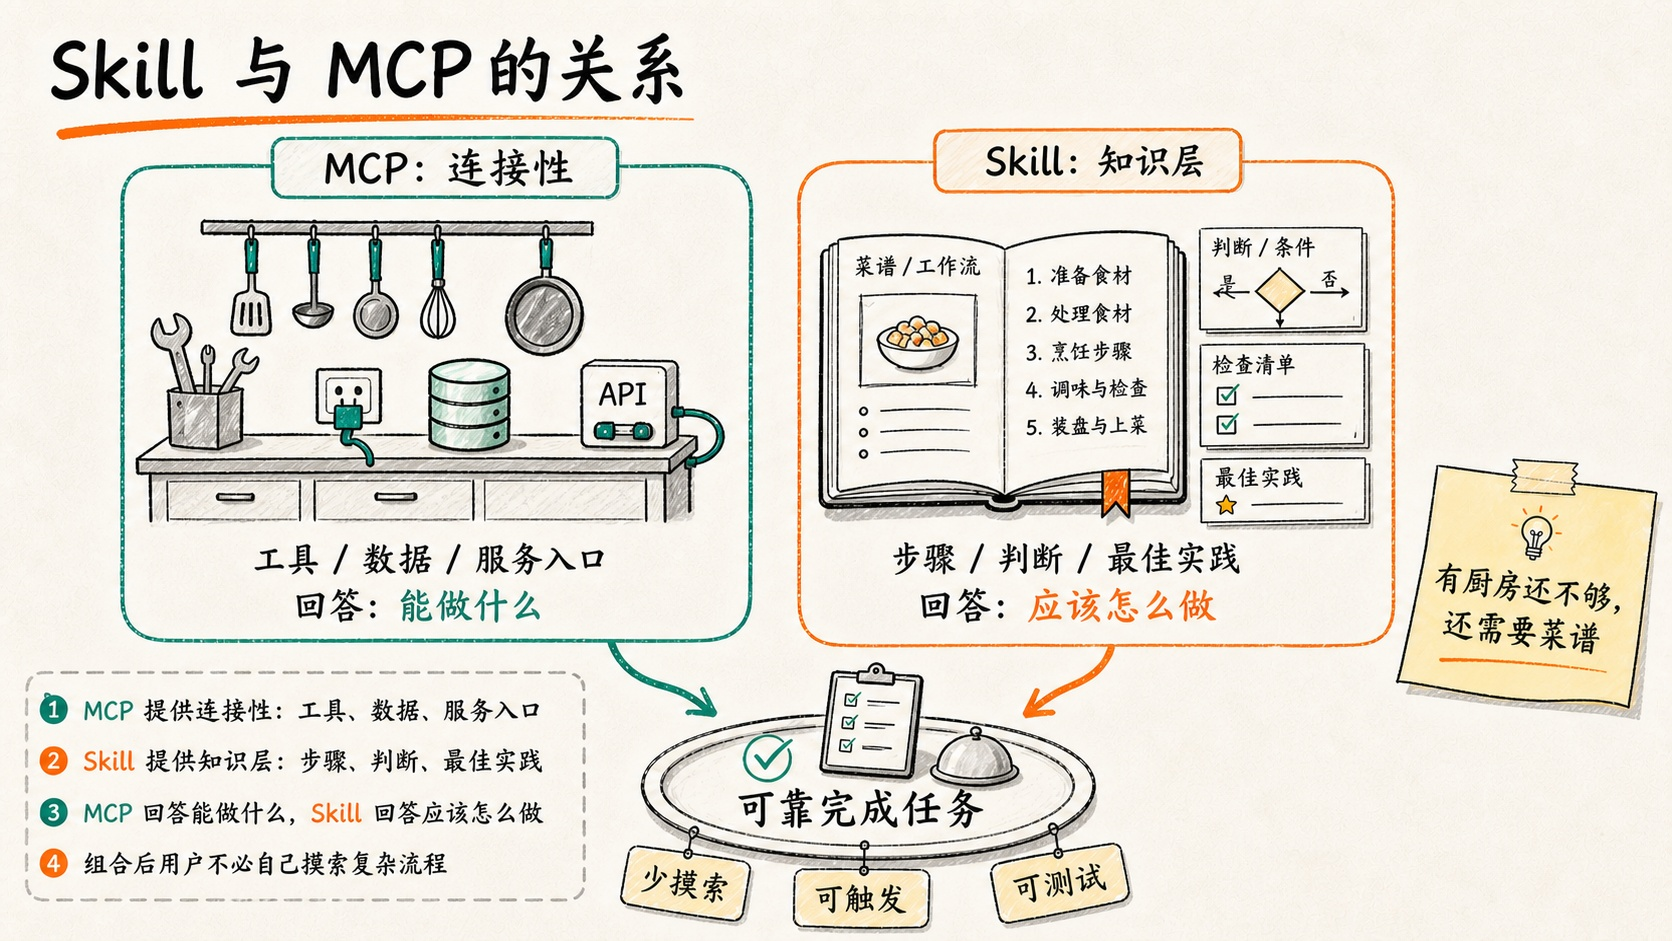 Skill 与 MCP 的关系
MCP：连接性
API
工具 / 数据 / 服务入口
回答：能做什么
Skill：知识层
菜谱 / 工作流
1. 准备食材
2. 处理食材
3. 烹饪步骤
4. 调味与检查
5. 装盘与上菜
判断 / 条件
是
否
检查清单
最佳实践
步骤 / 判断 / 最佳实践
回答：应该怎么做
有厨房还不够，
还需要菜谱
1 MCP 提供连接性：工具、数据、服务入口
2 Skill 提供知识层：步骤、判断、最佳实践
3 MCP 回答能做什么，Skill 回答应该怎么做
4 组合后用户不必自己摸索复杂流程
可靠完成任务
少摸索
可触发
可测试